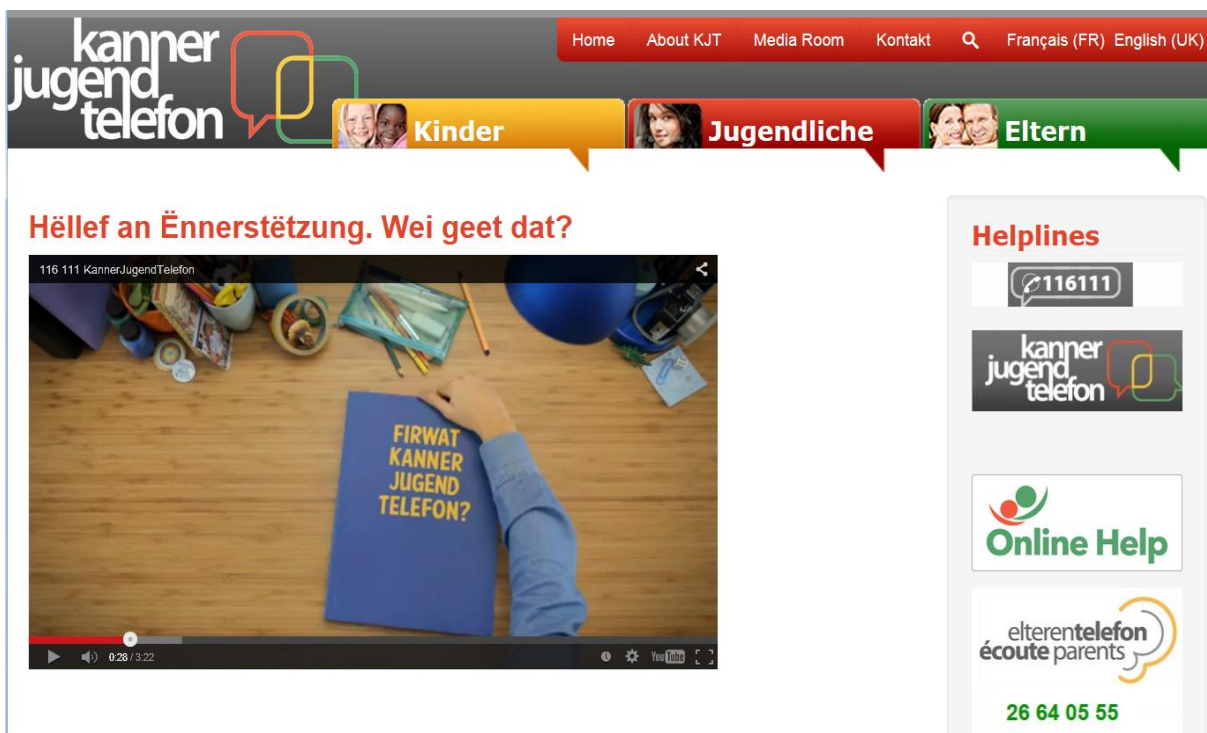 kanner
jugend
telefon
Home About KJT Media Room Kontakt Français (FR) English (UK)
Kinder Jugendliche Eltern
Hëllef an Ënnerstëtzung. Wei geet dat?
116 111 KannerJugendTelefon
FIRWAT
KANNER
JUGEND
TELEFON?
0:28 / 3:22 YouTube
Helplines
116111
kanner
jugend
telefon
Online Help
elterentelefon
écoute parents
26 64 05 55